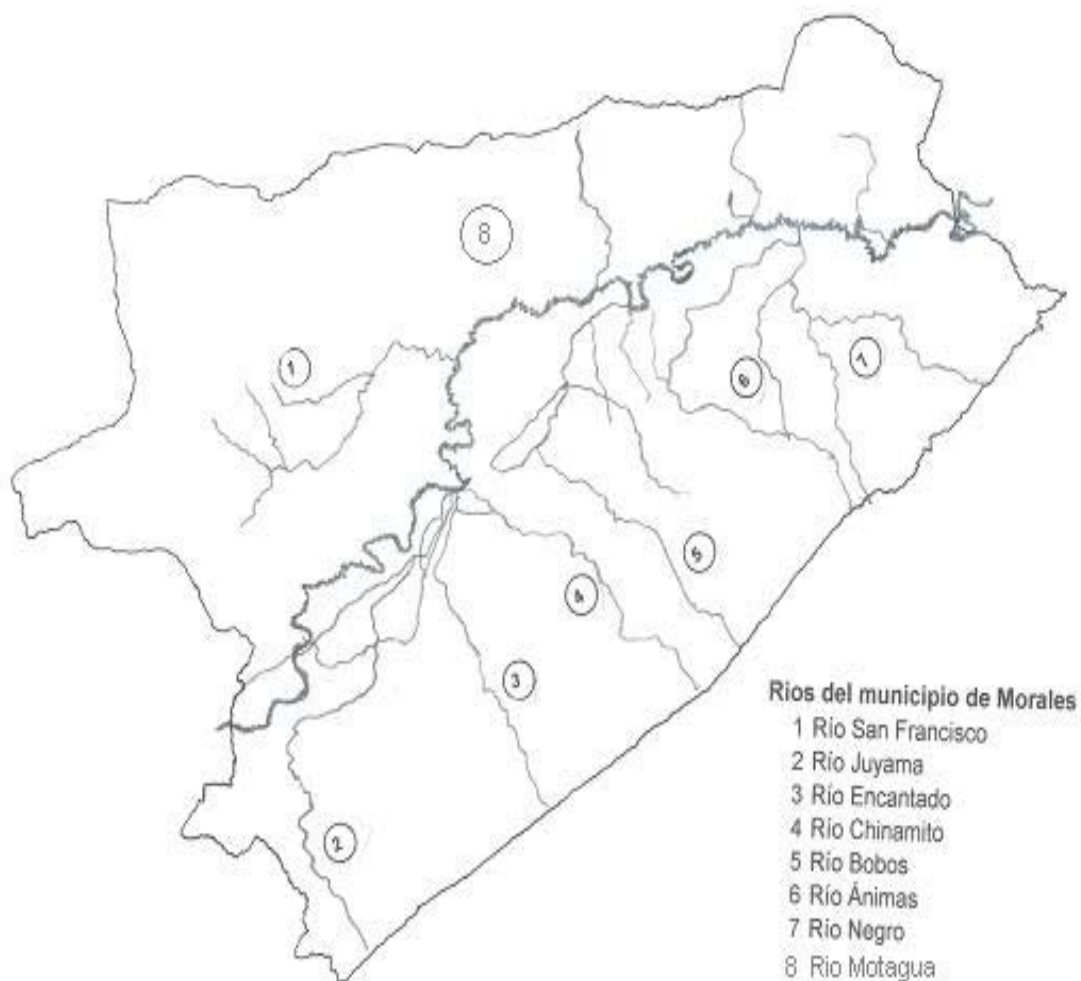 8
1
7
6
5
4
3
2
Rios del municipio de Morales
1 Río San Francisco
2 Río Juyama
3 Río Encantado
4 Río Chinamito
5 Río Bobos
6 Río Ánimas
7 Río Negro
8 Rio Motagua